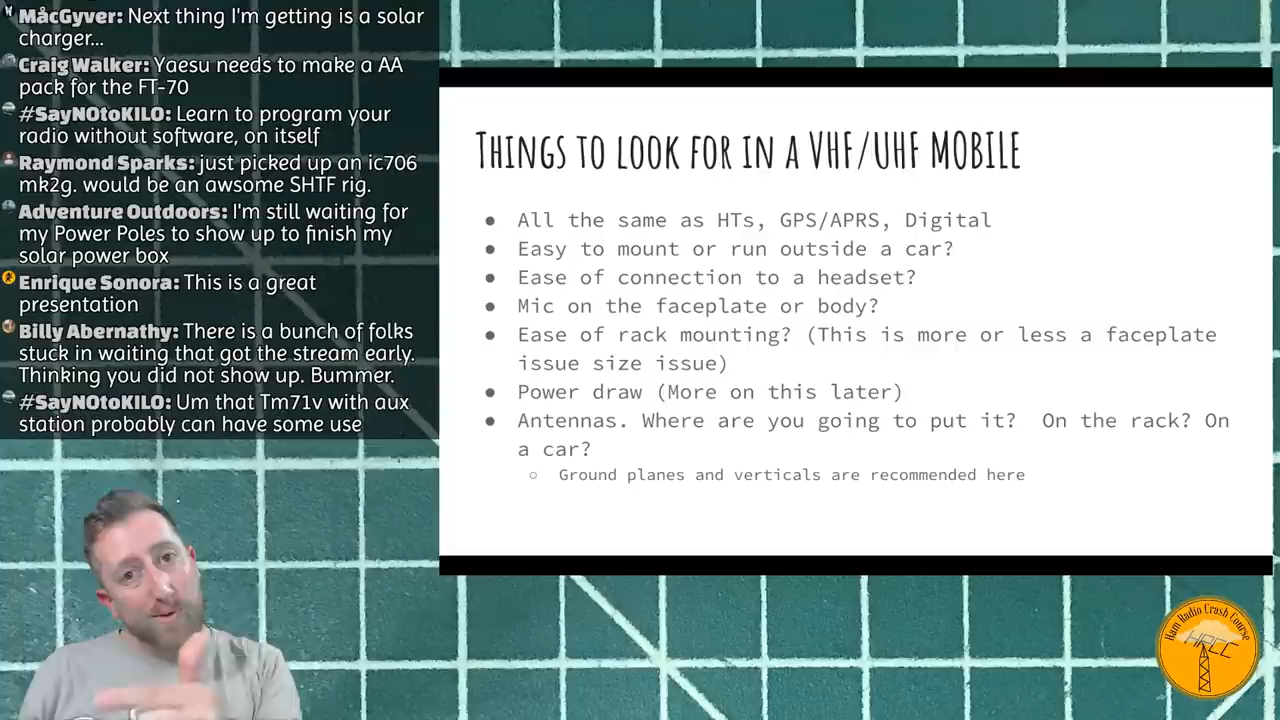 MåcGyver: Next thing I'm getting is a solar
charger...
Craig Walker: Yaesu needs to make a AA
pack for the FT-70
#SayNOtoKILO: Learn to program your
radio without software, on itself
Raymond Sparks: just picked up an ic706
mk2g. would be an awsome SHTF rig.
Adventure Outdoors: I'm still waiting for
my Power Poles to show up to finish my
solar power box
Enrique Sonora: This is a great
presentation
Billy Abernathy: There is a bunch of folks
stuck in waiting that got the stream early.
Thinking you did not show up. Bummer.
#SayNOtoKILO: Um that Tm71v with aux
station probably can have some use
THINGS TO LOOK FOR IN A VHF/UHF MOBILE
● All the same as HTs, GPS/APRS, Digital
● Easy to mount or run outside a car?
● Ease of connection to a headset?
● Mic on the faceplate or body?
● Ease of rack mounting? (This is more or less a faceplate
issue size issue)
● Power draw (More on this later)
● Antennas. Where are you going to put it? On the rack? On
a car?
○ Ground planes and verticals are recommended here
Ham Radio Crash Course
HRCC